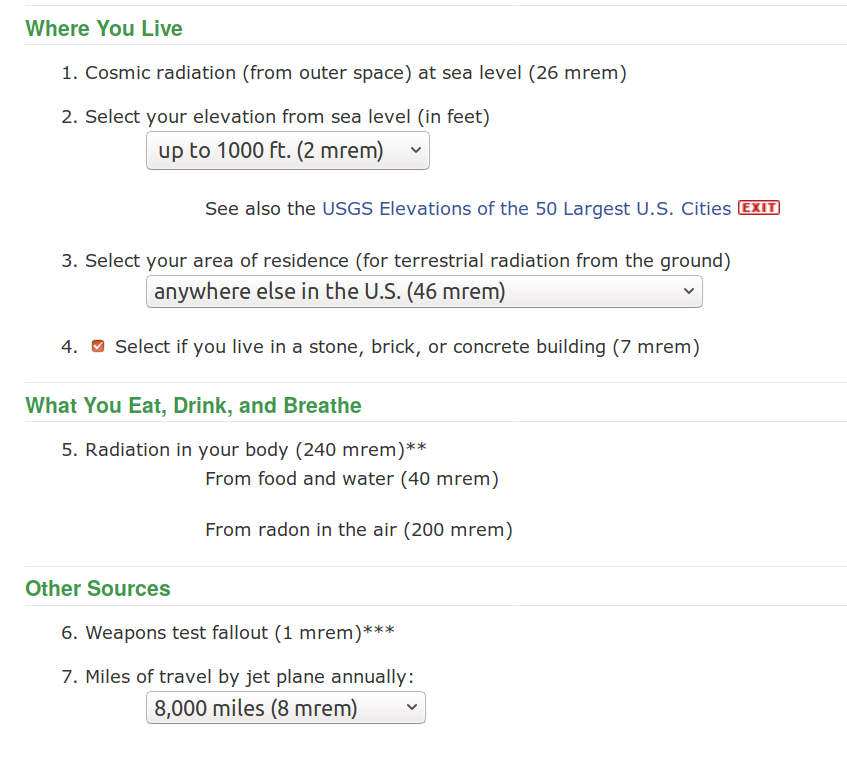 Where You Live
1. Cosmic radiation (from outer space) at sea level (26 mrem)
2. Select your elevation from sea level (in feet)
up to 1000 ft. (2 mrem)
See also the USGS Elevations of the 50 Largest U.S. Cities EXIT
3. Select your area of residence (for terrestrial radiation from the ground)
anywhere else in the U.S. (46 mrem)
4. Select if you live in a stone, brick, or concrete building (7 mrem)
What You Eat, Drink, and Breathe
5. Radiation in your body (240 mrem)**
From food and water (40 mrem)
From radon in the air (200 mrem)
Other Sources
6. Weapons test fallout (1 mrem)***
7. Miles of travel by jet plane annually:
8,000 miles (8 mrem)